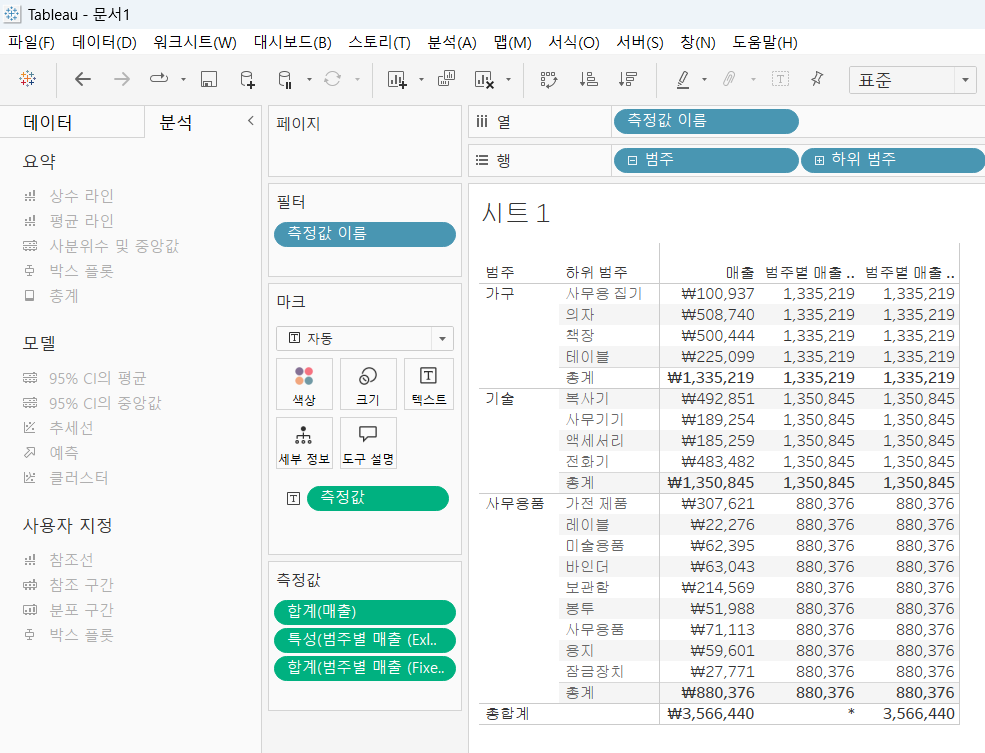 Tableau - 문서1
파일(F) 데이터(D) 워크시트(W) 대시보드(B) 스토리(T) 분석(A) 맵(M) 서식(O) 서버(S) 창(N) 도움말(H)
표준
데이터 분석
요약
상수 라인
평균 라인
사분위수 및 중앙값
박스 플롯
총계
모델
95% CI의 평균
95% CI의 중앙값
추세선
예측
클러스터
사용자 지정
참조선
참조 구간
분포 구간
박스 플롯
페이지
필터
측정값 이름
마크
자동
색상 크기 텍스트
세부 정보 도구 설명
측정값
측정값
합계(매출)
특성(범주별 매출 (Exl..
합계(범주별 매출 (Fixe..
열 측정값 이름
행 범주 하위 범주
시트 1
범주 하위 범주 매출 범주별 매출 .. 범주별 매출 ..
가구 사무용 집기 ₩100,937 1,335,219 1,335,219
의자 ₩508,740 1,335,219 1,335,219
책장 ₩500,444 1,335,219 1,335,219
테이블 ₩225,099 1,335,219 1,335,219
총계 ₩1,335,219 1,335,219 1,335,219
기술 복사기 ₩492,851 1,350,845 1,350,845
사무기기 ₩189,254 1,350,845 1,350,845
액세서리 ₩185,259 1,350,845 1,350,845
전화기 ₩483,482 1,350,845 1,350,845
총계 ₩1,350,845 1,350,845 1,350,845
사무용품 가전 제품 ₩307,621 880,376 880,376
레이블 ₩22,276 880,376 880,376
미술용품 ₩62,395 880,376 880,376
바인더 ₩63,043 880,376 880,376
보관함 ₩214,569 880,376 880,376
봉투 ₩51,988 880,376 880,376
사무용품 ₩71,113 880,376 880,376
용지 ₩59,601 880,376 880,376
잠금장치 ₩27,771 880,376 880,376
총계 ₩880,376 880,376 880,376
총합계 ₩3,566,440 * 3,566,440